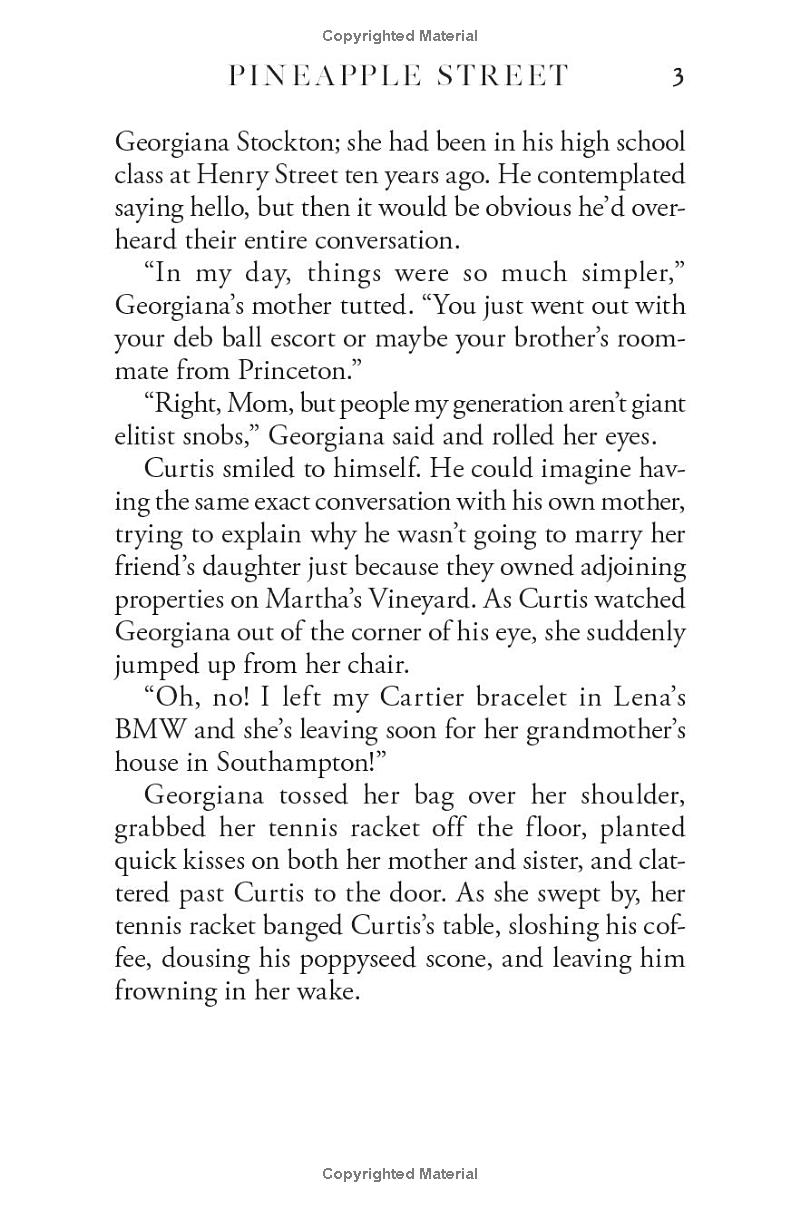 Copyrighted Material
PINEAPPLE STREET 3
Georgiana Stockton; she had been in his high school
class at Henry Street ten years ago. He contemplated
saying hello, but then it would be obvious he’d over-
heard their entire conversation.
“In my day, things were so much simpler,”
Georgiana’s mother tutted. “You just went out with
your deb ball escort or maybe your brother’s room-
mate from Princeton.”
“Right, Mom, but people my generation aren’t giant
elitist snobs,” Georgiana said and rolled her eyes.
Curtis smiled to himself. He could imagine hav-
ing the same exact conversation with his own mother,
trying to explain why he wasn’t going to marry her
friend’s daughter just because they owned adjoining
properties on Martha’s Vineyard. As Curtis watched
Georgiana out of the corner of his eye, she suddenly
jumped up from her chair.
“Oh, no! I left my Cartier bracelet in Lena’s
BMW and she’s leaving soon for her grandmother’s
house in Southampton!”
Georgiana tossed her bag over her shoulder,
grabbed her tennis racket off the floor, planted
quick kisses on both her mother and sister, and clat-
tered past Curtis to the door. As she swept by, her
tennis racket banged Curtis’s table, sloshing his cof-
fee, dousing his poppyseed scone, and leaving him
frowning in her wake.
Copyrighted Material